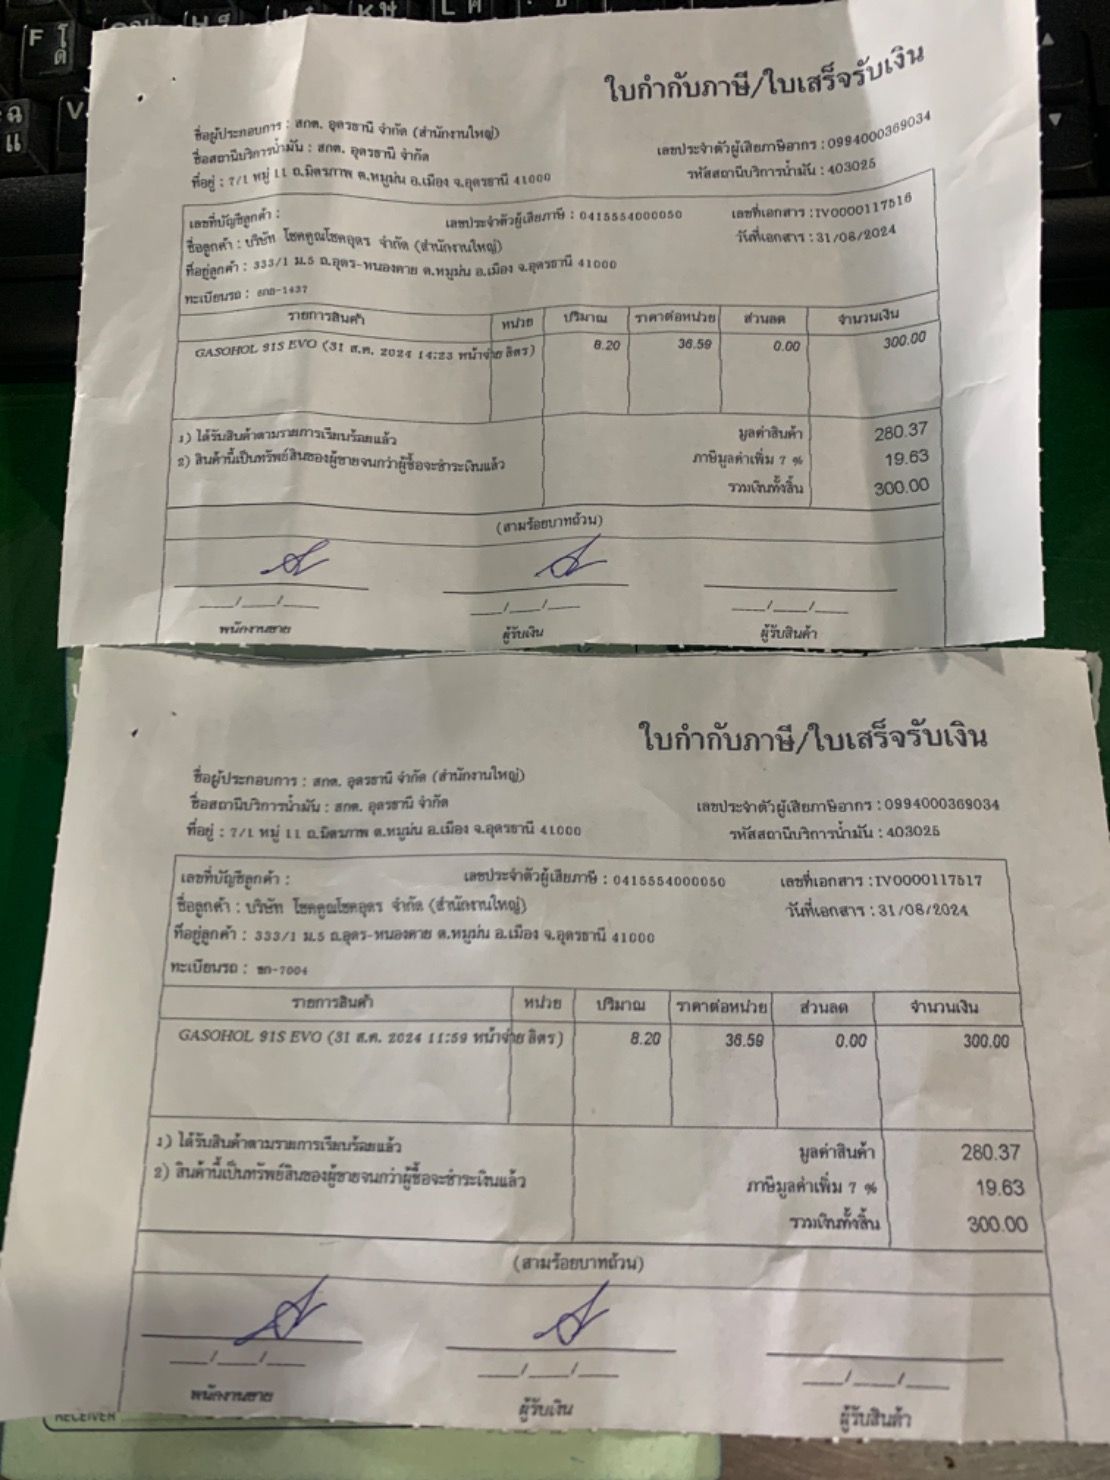 ใบกำกับภาษี/ใบเสร็จรับเงิน
ชื่อผู้ประกอบการ : สกต. อุดรธานี จำกัด (สำนักงานใหญ่)
ชื่อสถานีบริการน้ำมัน : สกต. อุดรธานี จำกัด
เลขประจำตัวผู้เสียภาษีอากร : 0994000369034
ที่อยู่ : 7/1 หมู่ 11 ถ.มิตรภาพ ต.หมูม่น อ.เมือง จ.อุดรธานี 41000
รหัสสถานีบริการน้ำมัน : 403025
เลขที่บัญชีลูกค้า : เลขประจำตัวผู้เสียภาษี : 0415554000050 เลขที่เอกสาร : IV0000117516
ชื่อลูกค้า : บริษัท โชคคูณโชคอุดร จำกัด (สำนักงานใหญ่) วันที่เอกสาร : 31/08/2024
ที่อยู่ลูกค้า : 333/1 ม.5 ถ.อุดร-หนองคาย ต.หมูม่น อ.เมือง จ.อุดรธานี 41000
ทะเบียนรถ :
รายการสินค้า หน่วย ปริมาณ ราคาต่อหน่วย ส่วนลด จำนวนเงิน
GASOHOL 91S EVO (31 ส.ค. 2024 14:23 หน้าจ่าย ลิตร) 8.20 36.59 0.00 300.00
1) ได้รับสินค้าตามรายการเรียบร้อยแล้ว มูลค่าสินค้า 280.37
2) สินค้านี้เป็นทรัพย์สินของผู้ขายจนกว่าผู้ซื้อจะชำระเงินแล้ว ภาษีมูลค่าเพิ่ม 7 % 19.63
รวมเงินทั้งสิ้น 300.00
(สามร้อยบาทถ้วน)
___/___/___ ___/___/___ ___/___/___
พนักงานขาย ผู้รับเงิน ผู้รับสินค้า
ใบกำกับภาษี/ใบเสร็จรับเงิน
ชื่อผู้ประกอบการ : สกต. อุดรธานี จำกัด (สำนักงานใหญ่)
ชื่อสถานีบริการน้ำมัน : สกต. อุดรธานี จำกัด เลขประจำตัวผู้เสียภาษีอากร : 0994000369034
ที่อยู่ : 7/1 หมู่ 11 ถ.มิตรภาพ ต.หมูม่น อ.เมือง จ.อุดรธานี 41000 รหัสสถานีบริการน้ำมัน : 403025
เลขที่บัญชีลูกค้า : เลขประจำตัวผู้เสียภาษี : 0415554000050 เลขที่เอกสาร : IV0000117517
ชื่อลูกค้า : บริษัท โชคคูณโชคอุดร จำกัด (สำนักงานใหญ่) วันที่เอกสาร : 31/08/2024
ที่อยู่ลูกค้า : 333/1 ม.5 ถ.อุดร-หนองคาย ต.หมูม่น อ.เมือง จ.อุดรธานี 41000
ทะเบียนรถ :
รายการสินค้า หน่วย ปริมาณ ราคาต่อหน่วย ส่วนลด จำนวนเงิน
GASOHOL 91S EVO (31 ส.ค. 2024 11:59 หน้าจ่าย ลิตร) 8.20 36.59 0.00 300.00
1) ได้รับสินค้าตามรายการเรียบร้อยแล้ว มูลค่าสินค้า 280.37
2) สินค้านี้เป็นทรัพย์สินของผู้ขายจนกว่าผู้ซื้อจะชำระเงินแล้ว ภาษีมูลค่าเพิ่ม 7 % 19.63
รวมเงินทั้งสิ้น 300.00
(สามร้อยบาทถ้วน)
___/___/___ ___/___/___ ___/___/___
พนักงานขาย ผู้รับเงิน ผู้รับสินค้า
RECEIVER